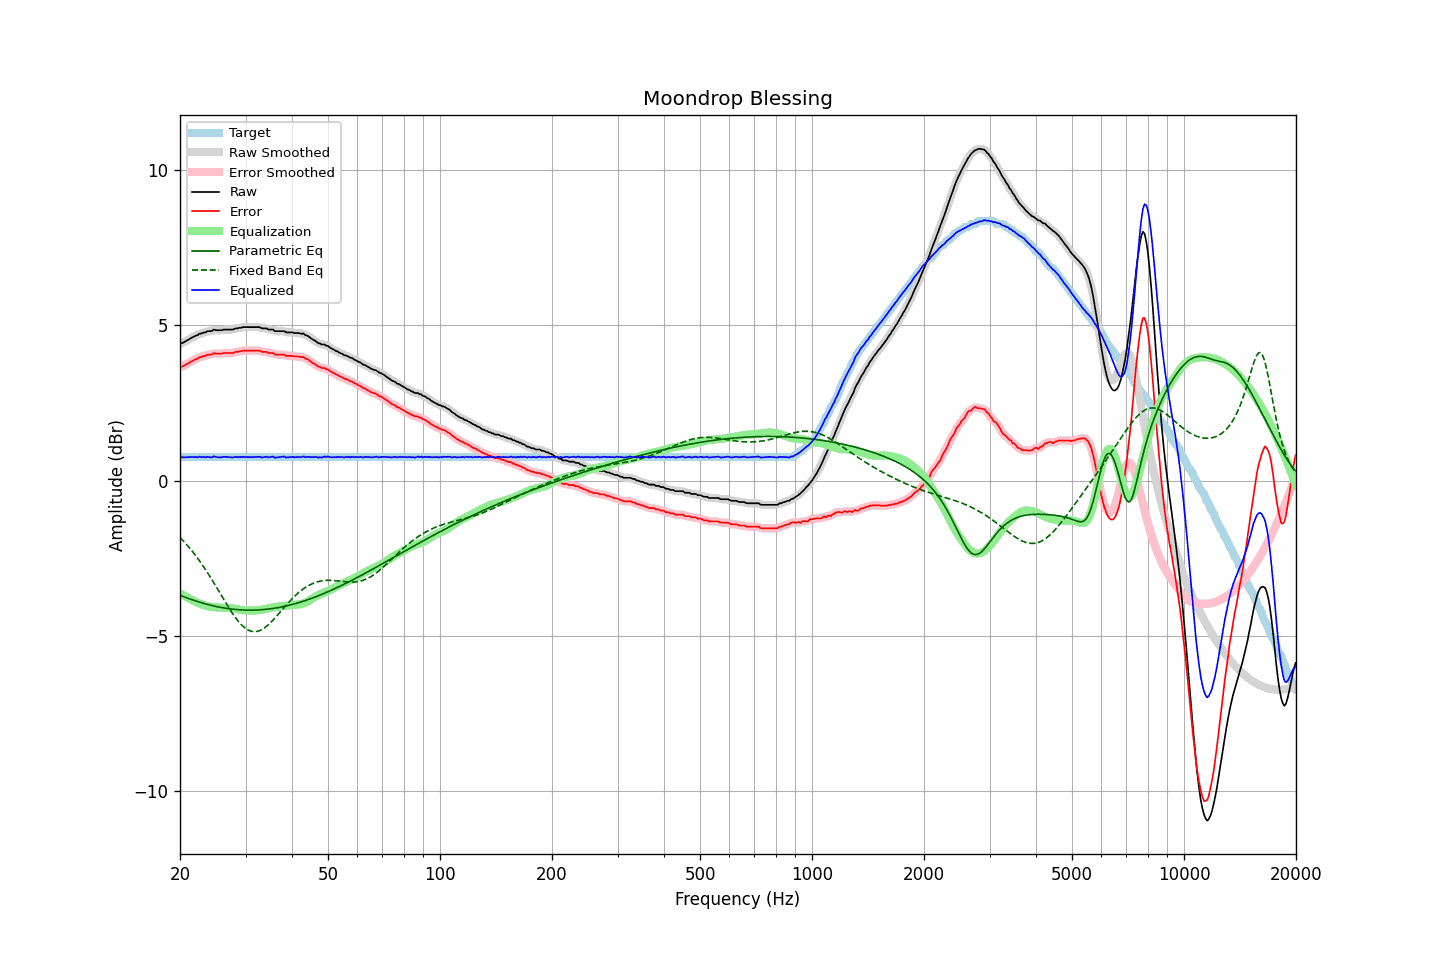 Moondrop Blessing
Target
Raw Smoothed
Error Smoothed
Raw
Error
Equalization
Parametric Eq
Fixed Band Eq
Equalized
10
5
0
−5
−10
Amplitude (dBr)
20 50 100 200 500 1000 2000 5000 10000 20000
Frequency (Hz)